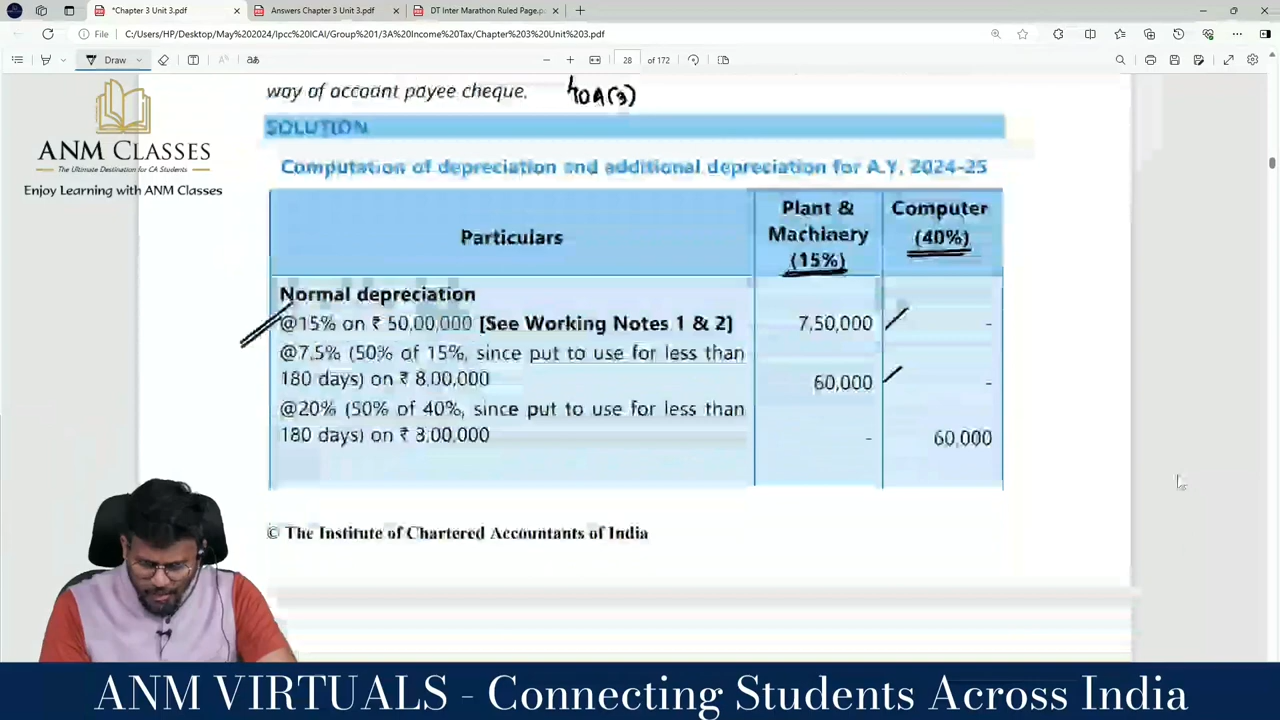 *Chapter 3 Unit 3.pdf
Answers Chapter 3 Unit 3.pdf
DT Inter Marathon Ruled Page.p
File
C:/Users/HP/Desktop/May%202024/Ipcc%20ICAI/Group%201/3A%20Income%20Tax/Chapter%203%20Unit%203.pdf
Draw
28 of 172
way of account payee cheque.
40A(3)
ANM CLASSES
The Ultimate Destination for CA Students
Enjoy Learning with ANM Classes
SOLUTION
Computation of depreciation and additional depreciation for A.Y. 2024-25
Particulars
Plant &
Machinery
(15%)
Computer
(40%)
Normal depreciation
@15% on ₹ 50,00,000 [See Working Notes 1 & 2] 7,50,000 -
@7.5% (50% of 15%, since put to use for less than
180 days) on ₹ 8,00,000 60,000 -
@20% (50% of 40%, since put to use for less than
180 days) on ₹ 3,00,000 - 60,000
© The Institute of Chartered Accountants of India
ANM VIRTUALS - Connecting Students Across India